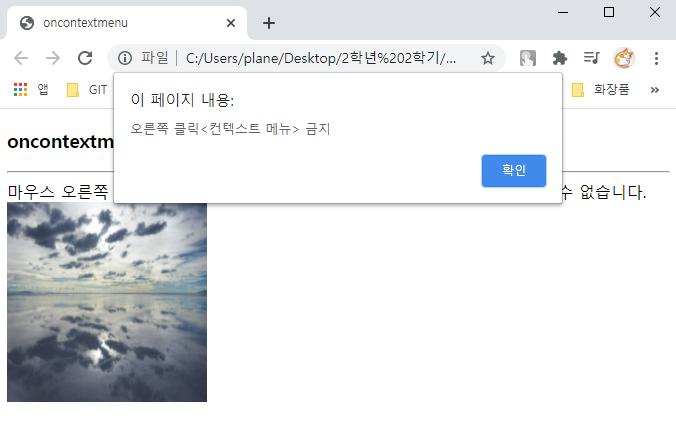 oncontextmenu
파일 C:/Users/plane/Desktop/2학년%202학기/...
앱 GIT 화장품 »
이 페이지 내용:
오른쪽 클릭<컨텍스트 메뉴> 금지
확인
oncontextm
마우스 오른쪽 수 없습니다.